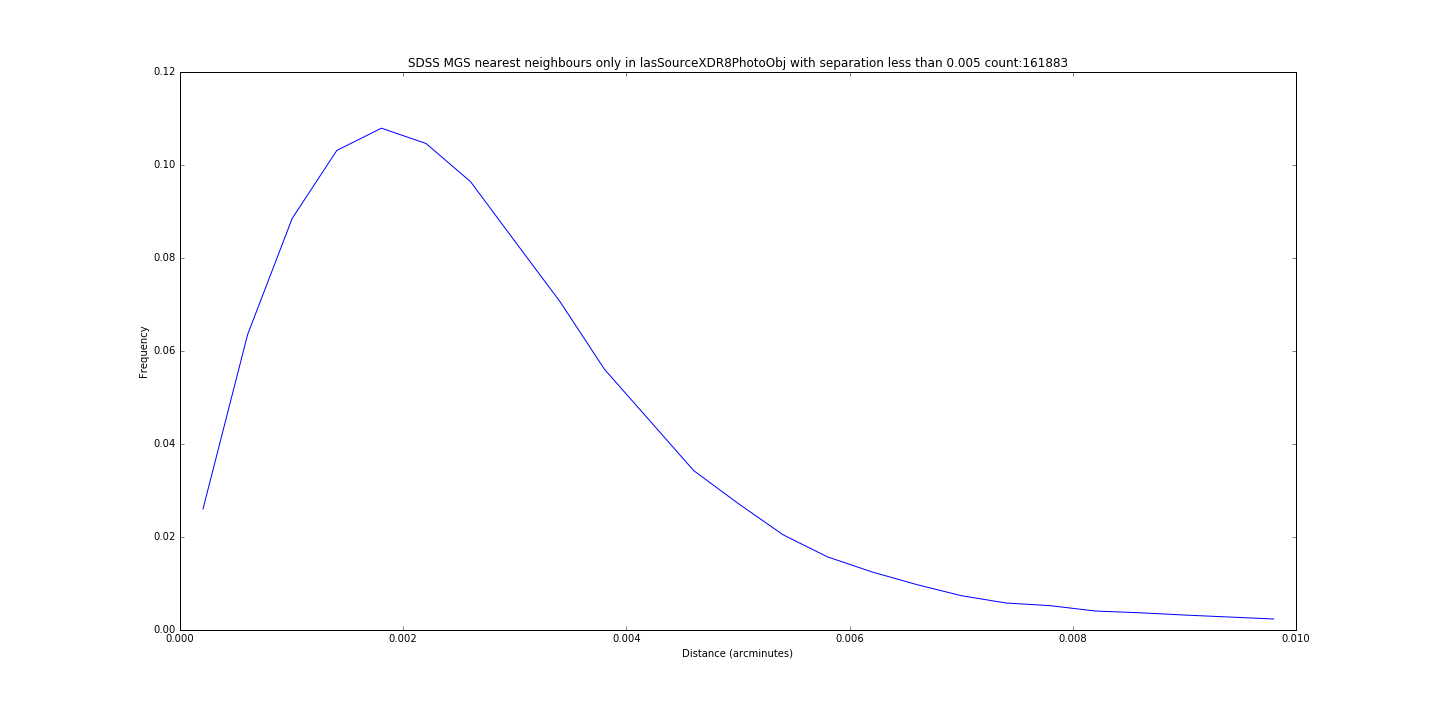 SDSS MGS nearest neighbours only in lasSourceXDR8PhotoObj with separation less than 0.005 count:161883
0.12
0.10
0.08
0.06
0.04
0.02
0.00
Frequency
0.000 0.002 0.004 0.006 0.008 0.010
Distance (arcminutes)